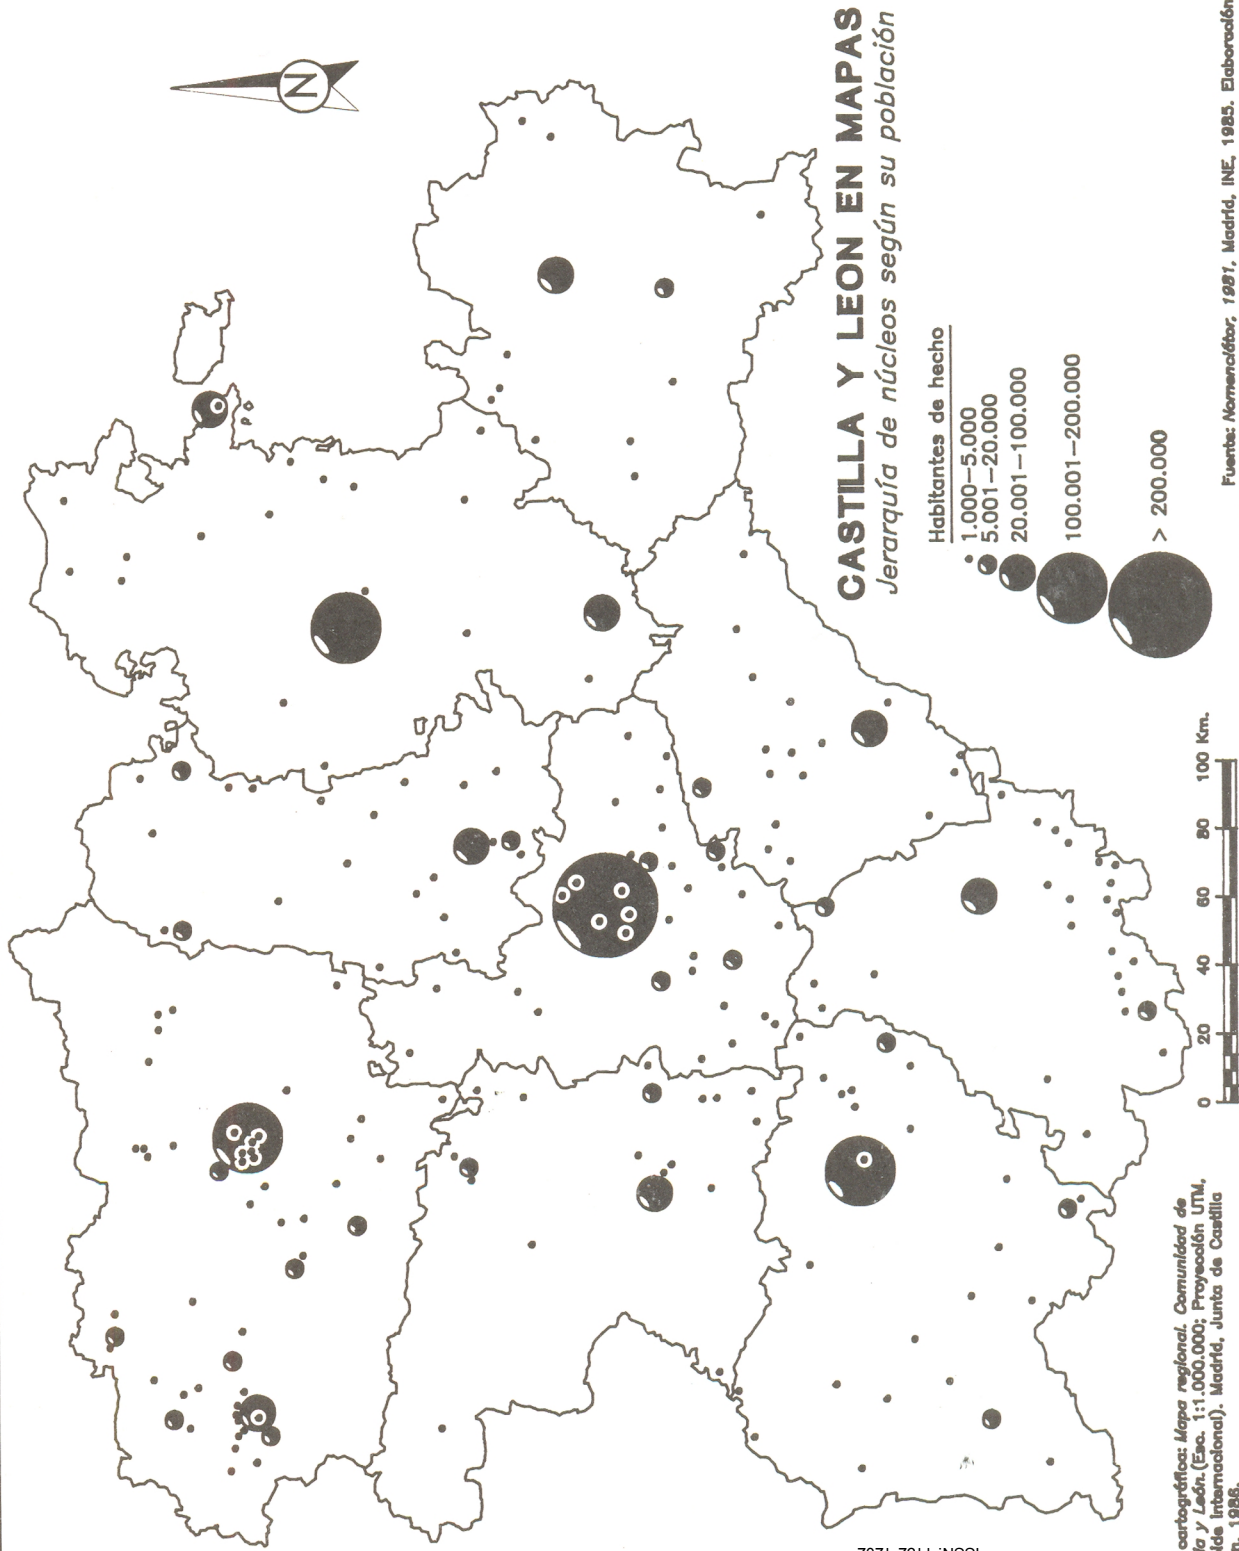 N
CASTILLA Y LEON EN MAPAS
Jerarquía de núcleos según su población
Habitantes de hecho
1.000—5.000
5.001—20.000
20.001—100.000
100.001—200.000
> 200.000
0 20 40 60 80 100 Km.
cartográfica: Mapa regional. Comunidad de
y León. (Esc. 1:1.000.000; Proyección UTM,
Internacional). Madrid, Junta de Castilla
1986.
Fuente: Nomenclátor, 1981, Madrid, INE, 1985. Elaboración